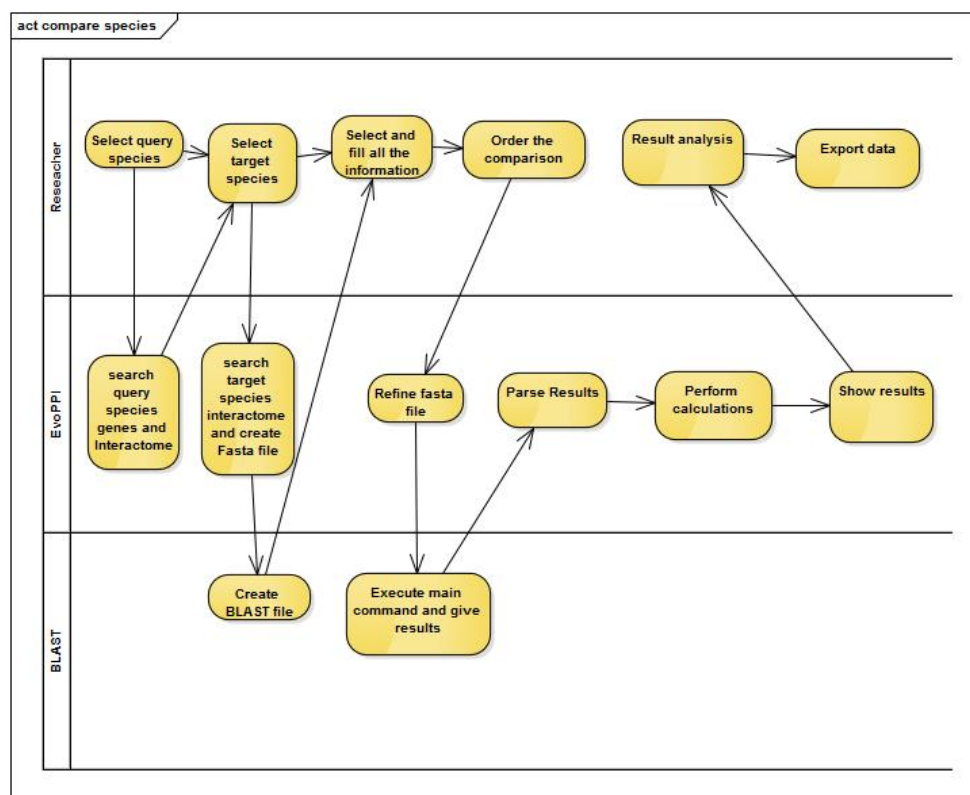 act compare species
Reseacher
Select query
species
Select
target
species
Select and
fill all the
information
Order the
comparison
Result analysis
Export data
EvoPPI
search
query
species
genes and
Interactome
search
target
species
interactome
and create
Fasta file
Refine fasta
file
Parse Results
Perform
calculations
Show results
BLAST
Create
BLAST file
Execute main
command and give
results